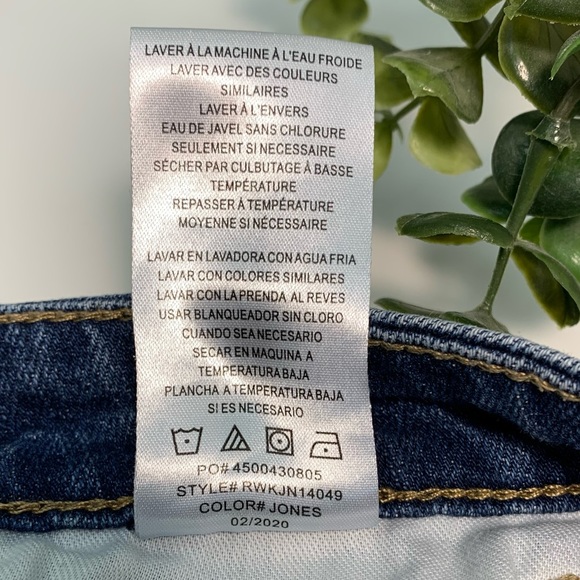 LAVER À LA MACHINE À L'EAU FROIDE
LAVER AVEC DES COULEURS
SIMILAIRES
LAVER À L'ENVERS
EAU DE JAVEL SANS CHLORURE
SEULEMENT SI NECESSAIRE
SÉCHER PAR CULBUTAGE À BASSE
TEMPÉRATURE
REPASSER À TEMPÉRATURE
MOYENNE SI NÉCESSAIRE
LAVAR EN LAVADORA CON AGUA FRIA
LAVAR CON COLORES SIMILARES
LAVAR CON LA PRENDA AL REVES
USAR BLANQUEADOR SIN CLORO
CUANDO SEA NECESARIO
SECAR EN MAQUINA A
TEMPERATURA BAJA
PLANCHA A TEMPERATURA BAJA
SI ES NECESARIO
PO# 4500430805
STYLE# RWKJN14049
COLOR# JONES
02/2020